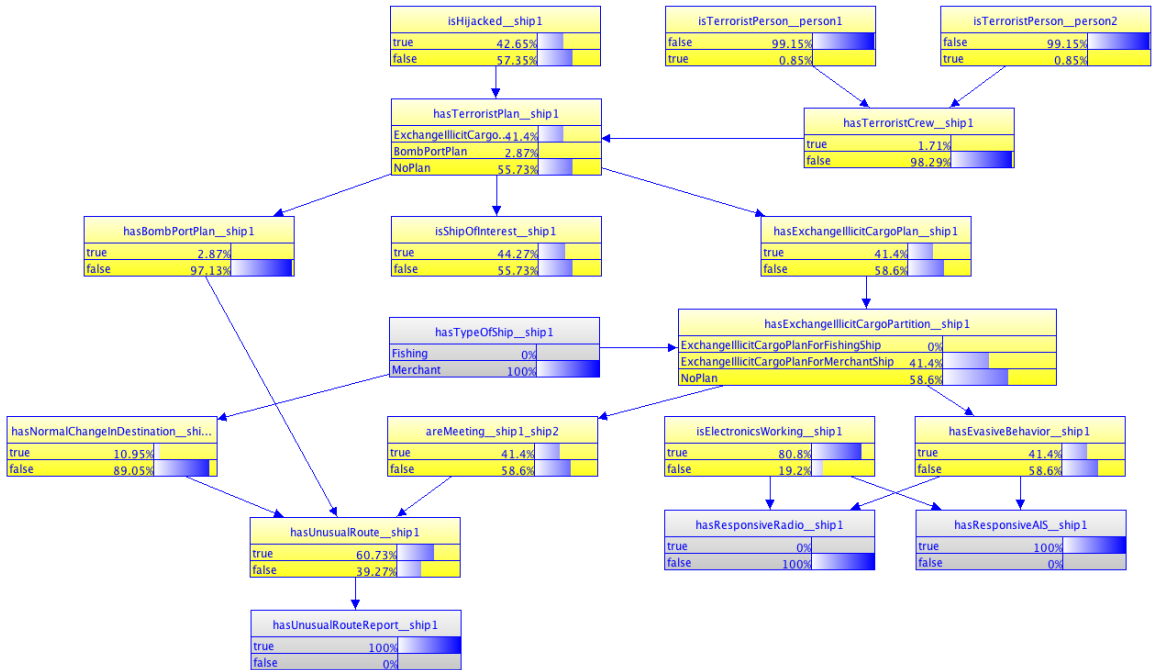 isHijacked__ship1
true 42.65%
false 57.35%
isTerroristPerson__person1
false 99.15%
true 0.85%
isTerroristPerson__person2
false 99.15%
true 0.85%
hasTerroristPlan__ship1
ExchangeIllicitCargo... 41.4%
BombPortPlan 2.87%
NoPlan 55.73%
hasTerroristCrew__ship1
true 1.71%
false 98.29%
hasBombPortPlan__ship1
true 2.87%
false 97.13%
isShipOfInterest__ship1
true 44.27%
false 55.73%
hasExchangeIllicitCargoPlan__ship1
true 41.4%
false 58.6%
hasTypeOfShip__ship1
Fishing 0%
Merchant 100%
hasExchangeIllicitCargoPartition__ship1
ExchangeIllicitCargoPlanForFishingShip 0%
ExchangeIllicitCargoPlanForMerchantShip 41.4%
NoPlan 58.6%
hasNormalChangeInDestination__shi...
true 10.95%
false 89.05%
areMeeting__ship1_ship2
true 41.4%
false 58.6%
isElectronicsWorking__ship1
true 80.8%
false 19.2%
hasEvasiveBehavior__ship1
true 41.4%
false 58.6%
hasUnusualRoute__ship1
true 60.73%
false 39.27%
hasResponsiveRadio__ship1
true 0%
false 100%
hasResponsiveAIS__ship1
true 100%
false 0%
hasUnusualRouteReport__ship1
true 100%
false 0%